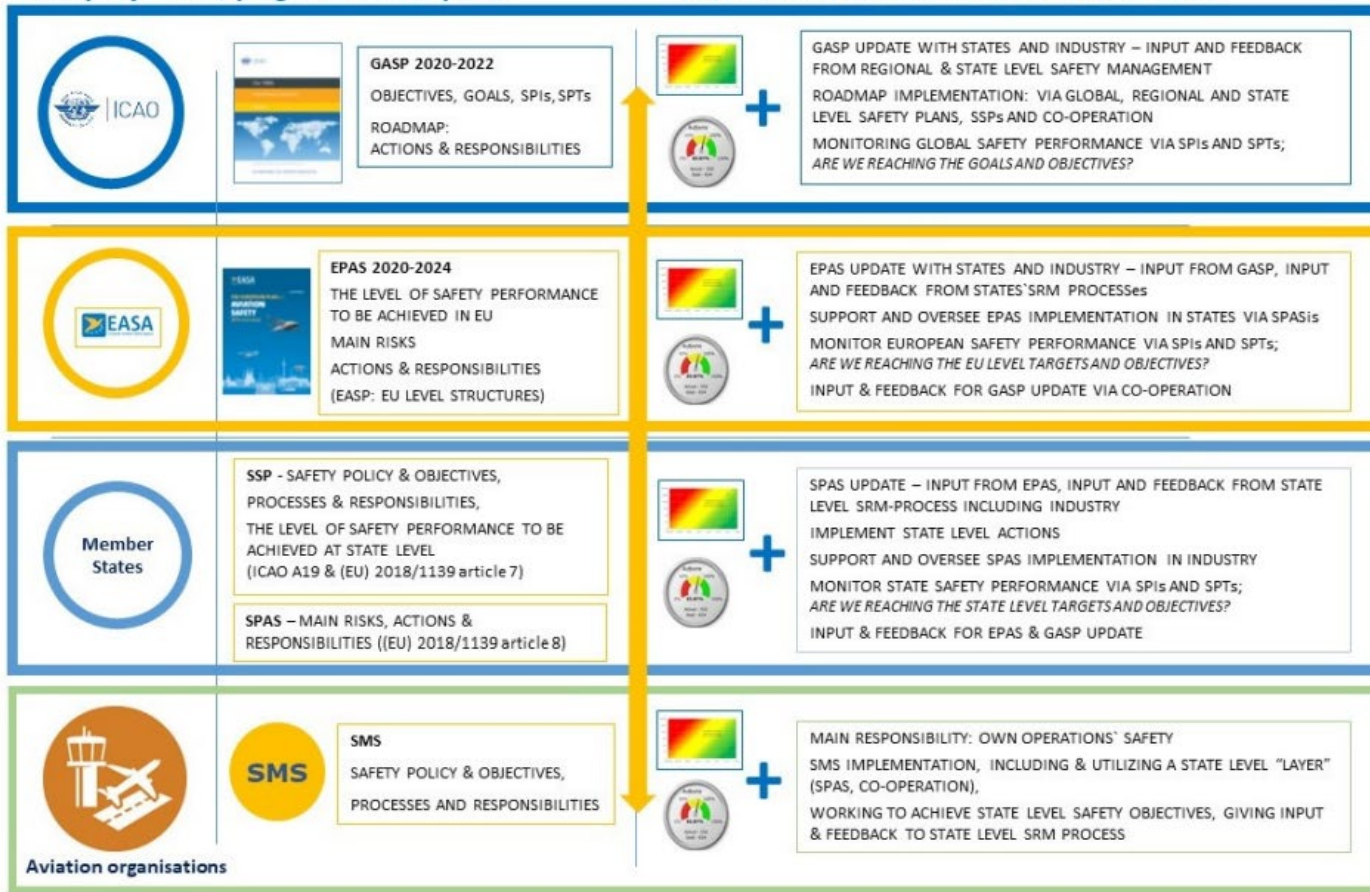 ICAO
GASP 2020-2022
OBJECTIVES, GOALS, SPIs, SPTs
ROADMAP:
ACTIONS & RESPONSIBILITIES
GASP UPDATE WITH STATES AND INDUSTRY – INPUT AND FEEDBACK
FROM REGIONAL & STATE LEVEL SAFETY MANAGEMENT
ROADMAP IMPLEMENTATION: VIA GLOBAL, REGIONAL AND STATE
LEVEL SAFETY PLANS, SSPs AND CO-OPERATION
MONITORING GLOBAL SAFETY PERFORMANCE VIA SPIs AND SPTs;
ARE WE REACHING THE GOALS AND OBJECTIVES?
EASA
EASA
AVIATION
SAFETY
EPAS 2020-2024
THE LEVEL OF SAFETY PERFORMANCE
TO BE ACHIEVED IN EU
MAIN RISKS
ACTIONS & RESPONSIBILITIES
(EASP: EU LEVEL STRUCTURES)
EPAS UPDATE WITH STATES AND INDUSTRY – INPUT FROM GASP, INPUT
AND FEEDBACK FROM STATES`SRM PROCESSes
SUPPORT AND OVERSEE EPAS IMPLEMENTATION IN STATES VIA SPASis
MONITOR EUROPEAN SAFETY PERFORMANCE VIA SPIs AND SPTs;
ARE WE REACHING THE EU LEVEL TARGETS AND OBJECTIVES?
INPUT & FEEDBACK FOR GASP UPDATE VIA CO-OPERATION
Member
States
SSP - SAFETY POLICY & OBJECTIVES,
PROCESSES & RESPONSIBILITIES,
THE LEVEL OF SAFETY PERFORMANCE TO BE
ACHIEVED AT STATE LEVEL
(ICAO A19 & (EU) 2018/1139 article 7)
SPAS – MAIN RISKS, ACTIONS &
RESPONSIBILITIES ((EU) 2018/1139 article 8)
SPAS UPDATE – INPUT FROM EPAS, INPUT AND FEEDBACK FROM STATE
LEVEL SRM-PROCESS INCLUDING INDUSTRY
IMPLEMENT STATE LEVEL ACTIONS
SUPPORT AND OVERSEE SPAS IMPLEMENTATION IN INDUSTRY
MONITOR STATE SAFETY PERFORMANCE VIA SPIs AND SPTs;
ARE WE REACHING THE STATE LEVEL TARGETS AND OBJECTIVES?
INPUT & FEEDBACK FOR EPAS & GASP UPDATE
Aviation organisations
SMS
SMS
SAFETY POLICY & OBJECTIVES,
PROCESSES AND RESPONSIBILITIES
MAIN RESPONSIBILITY: OWN OPERATIONS` SAFETY
SMS IMPLEMENTATION, INCLUDING & UTILIZING A STATE LEVEL “LAYER”
(SPAS, CO-OPERATION),
WORKING TO ACHIEVE STATE LEVEL SAFETY OBJECTIVES, GIVING INPUT
& FEEDBACK TO STATE LEVEL SRM PROCESS